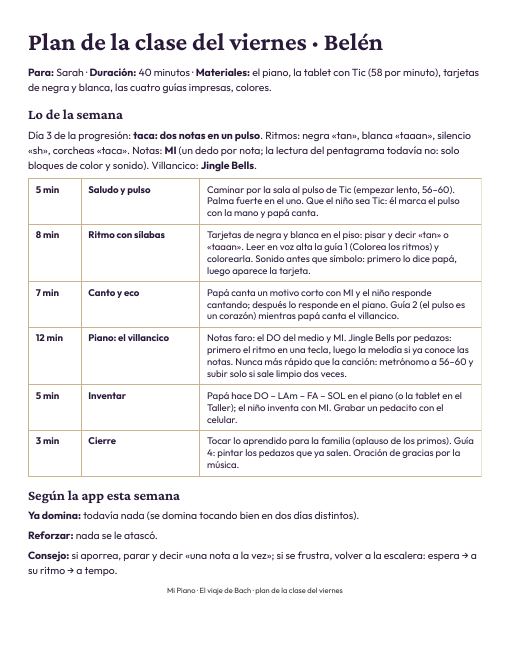 Plan de la clase del viernes · Belén
Para: Sarah · Duración: 40 minutos · Materiales: el piano, la tablet con Tic (58 por minuto), tarjetas
de negra y blanca, las cuatro guías impresas, colores.
Lo de la semana
Día 3 de la progresión: taca: dos notas en un pulso. Ritmos: negra «tan», blanca «taaan», silencio
«sh», corcheas «taca». Notas: MI (un dedo por nota; la lectura del pentagrama todavía no: solo
bloques de color y sonido). Villancico: Jingle Bells.
5 min
Saludo y pulso
Caminar por la sala al pulso de Tic (empezar lento, 56–60).
Palma fuerte en el uno. Que el niño sea Tic: él marca el pulso
con la mano y papá canta.
8 min
Ritmo con sílabas
Tarjetas de negra y blanca en el piso: pisar y decir «tan» o
«taaan». Leer en voz alta la guía 1 (Colorea los ritmos) y
colorearla. Sonido antes que símbolo: primero lo dice papá,
luego aparece la tarjeta.
7 min
Canto y eco
Papá canta un motivo corto con MI y el niño responde
cantando; después lo responde en el piano. Guía 2 (el pulso es
un corazón) mientras papá canta el villancico.
12 min
Piano: el villancico
Notas faro: el DO del medio y MI. Jingle Bells por pedazos:
primero el ritmo en una tecla, luego la melodía si ya conoce las
notas. Nunca más rápido que la canción: metrónomo a 56–60 y
subir solo si sale limpio dos veces.
5 min
Inventar
Papá hace DO – LAm – FA – SOL en el piano (o la tablet en el
Taller); el niño inventa con MI. Grabar un pedacito con el
celular.
3 min
Cierre
Tocar lo aprendido para la familia (aplauso de los primos). Guía
4: pintar los pedazos que ya salen. Oración de gracias por la
música.
Según la app esta semana
Ya domina: todavía nada (se domina tocando bien en dos días distintos).
Reforzar: nada se le atascó.
Consejo: si aporrea, parar y decir «una nota a la vez»; si se frustra, volver a la escalera: espera → a
su ritmo → a tempo.
Mi Piano · El viaje de Bach · plan de la clase del viernes